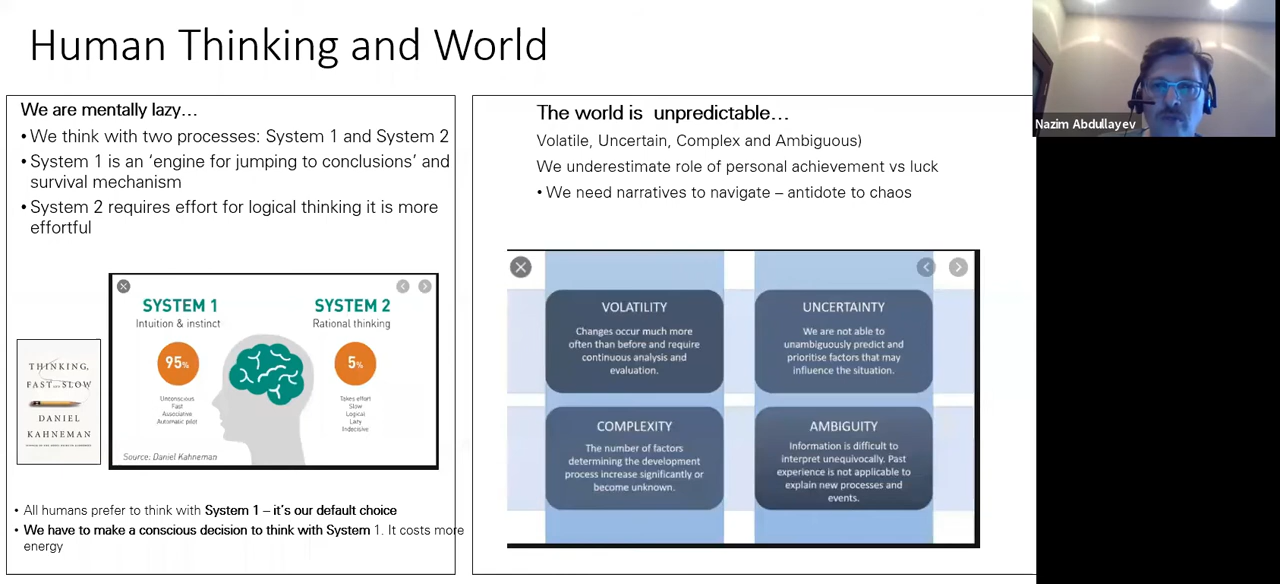 Human Thinking and World
We are mentally lazy...
• We think with two processes: System 1 and System 2
• System 1 is an ‘engine for jumping to conclusions’ and
survival mechanism
• System 2 requires effort for logical thinking it is more
effortful
SYSTEM 1
Intuition & instinct
95%
Unconscious
Fast
Associative
Automatic pilot
SYSTEM 2
Rational thinking
5%
Takes effort
Slow
Logical
Lazy
Indecisive
Source: Daniel Kahneman
THINKING,
FAST AND SLOW
DANIEL
KAHNEMAN
• All humans prefer to think with System 1 – it’s our default choice
• We have to make a conscious decision to think with System 1. It costs more
energy
The world is unpredictable...
Volatile, Uncertain, Complex and Ambiguous)
We underestimate role of personal achievement vs luck
• We need narratives to navigate – antidote to chaos
VOLATILITY
Changes occur much more
often than before and require
continuous analysis and
evaluation.
UNCERTAINTY
We are not able to
unambiguously predict and
prioritise factors that may
influence the situation.
COMPLEXITY
The number of factors
determining the development
process increase significantly or
become unknown.
AMBIGUITY
Information is difficult to
interpret unequivocally. Past
experience is not applicable to
explain new processes and
events.
Nazim Abdullayev